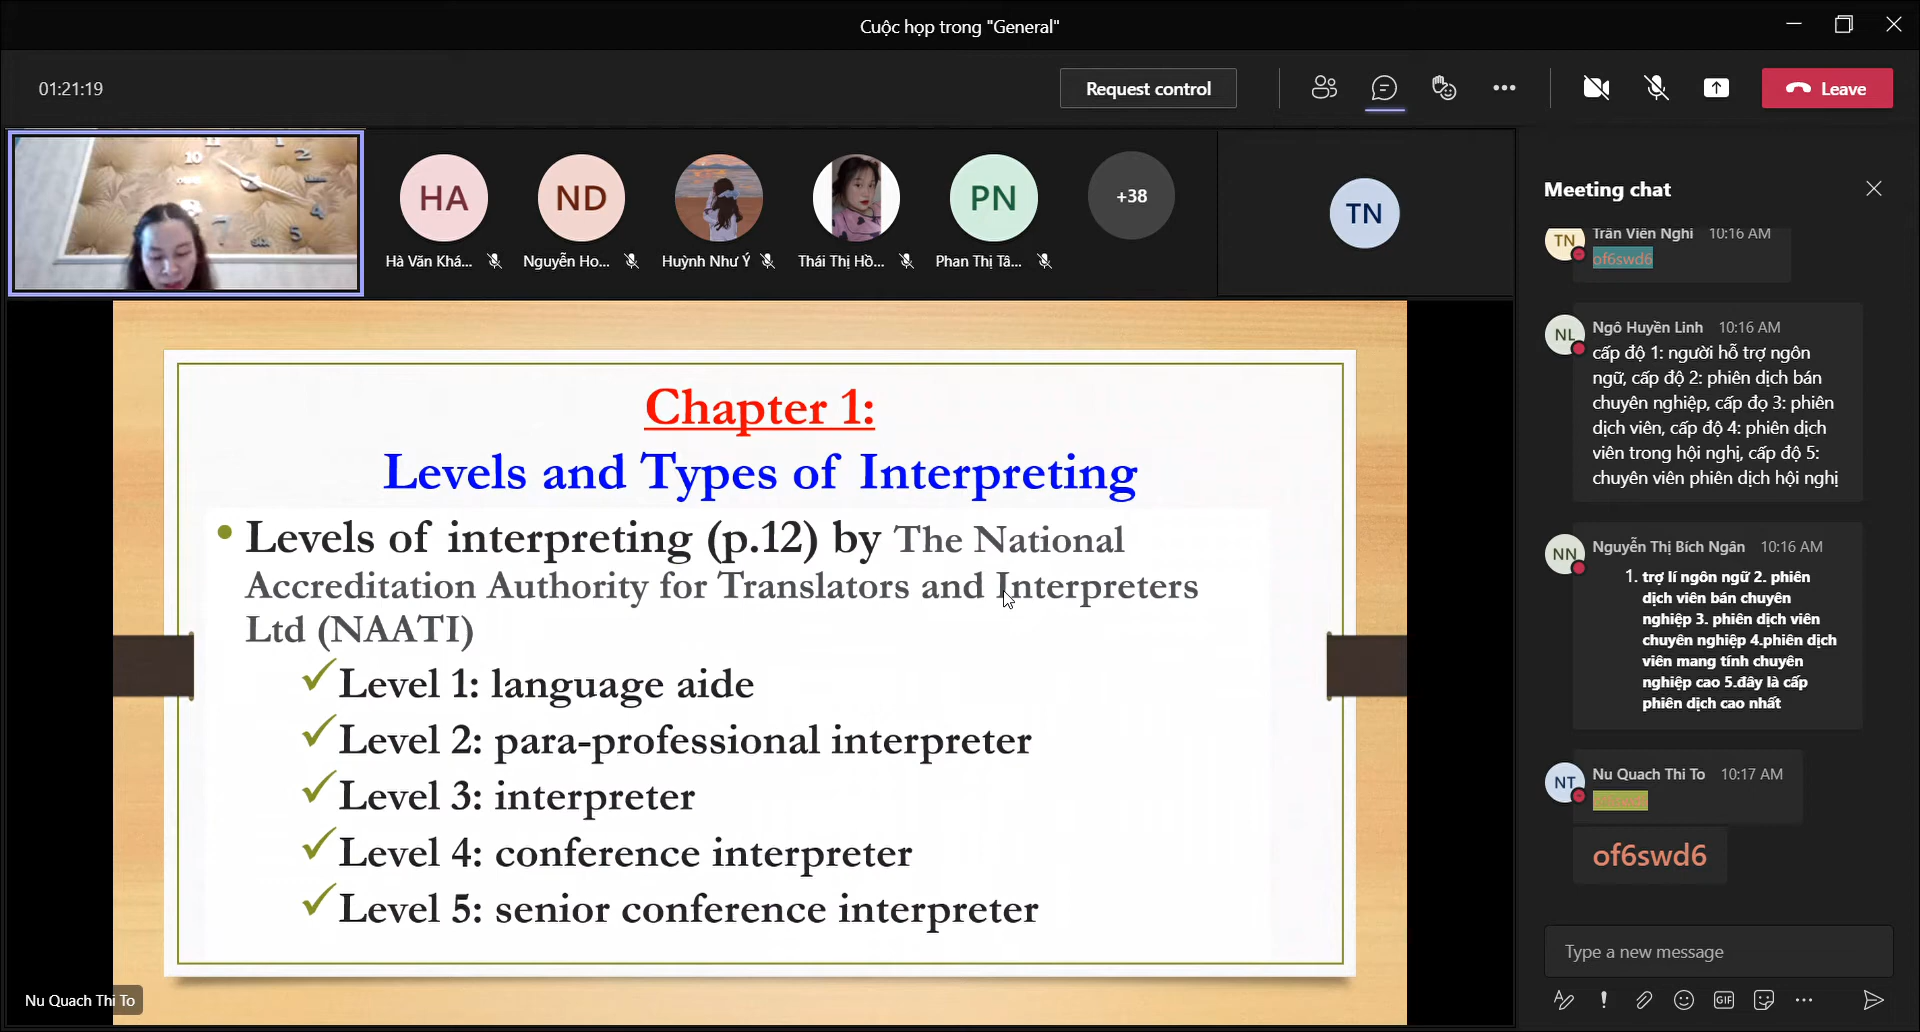 Cuộc họp trong "General"
01:21:19
Request control
Leave
HA
ND
PN
+38
TN
Hà Văn Khá...
Nguyễn Ho...
Huỳnh Như Ý
Thái Thị Hồ...
Phan Thị Tâ...
Chapter 1:
Levels and Types of Interpreting
• Levels of interpreting (p.12) by The National
Accreditation Authority for Translators and Interpreters
Ltd (NAATI)
✓Level 1: language aide
✓Level 2: para-professional interpreter
✓Level 3: interpreter
✓Level 4: conference interpreter
✓Level 5: senior conference interpreter
Nu Quach Thi To
Meeting chat
TN
Trần Viên Nghi 10:16 AM
of6swd6
NL
Ngô Huyền Linh 10:16 AM
cấp độ 1: người hỗ trợ ngôn
ngữ, cấp độ 2: phiên dịch bán
chuyên nghiệp, cấp đọ 3: phiên
dịch viên, cấp độ 4: phiên dịch
viên trong hội nghị, cấp độ 5:
chuyên viên phiên dịch hội nghị
NN
Nguyễn Thị Bích Ngân 10:16 AM
1. trợ lí ngôn ngữ 2. phiên
dịch viên bán chuyên
nghiệp 3. phiên dịch viên
chuyên nghiệp 4.phiên dịch
viên mang tính chuyên
nghiệp cao 5.đây là cấp
phiên dịch cao nhất
NT
Nu Quach Thi To 10:17 AM
of6swd6
Type a new message
GIF